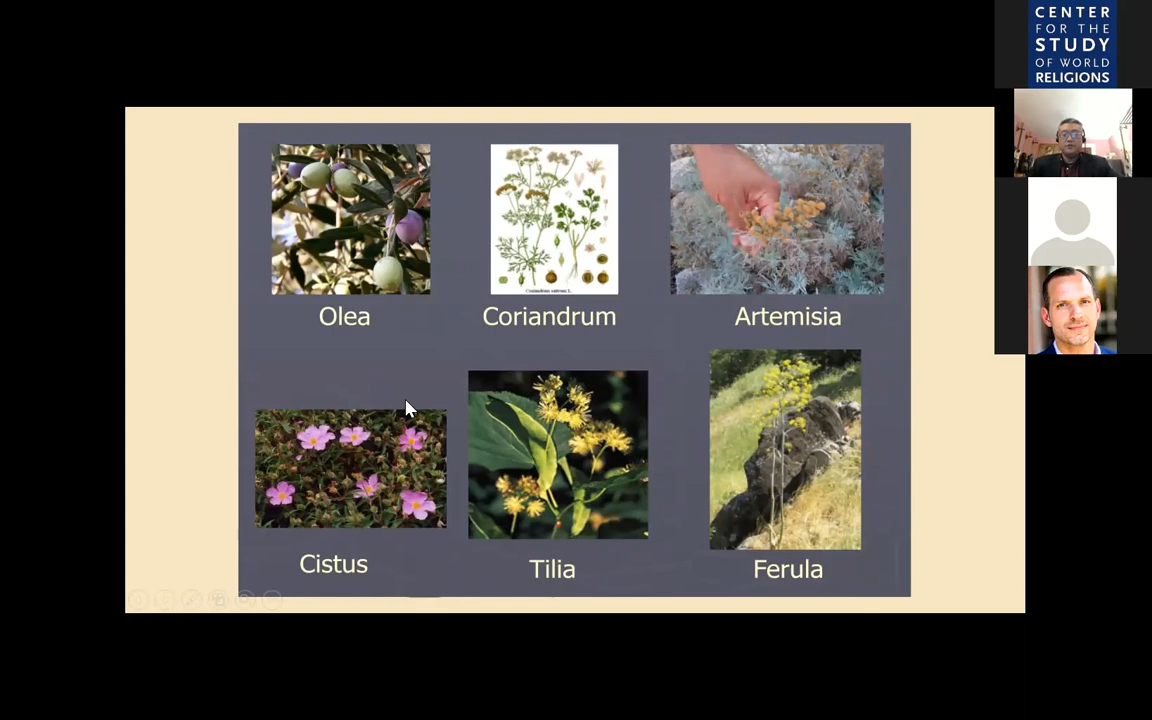 CENTER
FOR THE
STUDY
OF WORLD
RELIGIONS
Olea
Coriandrum
Artemisia
Cistus
Tilia
Ferula